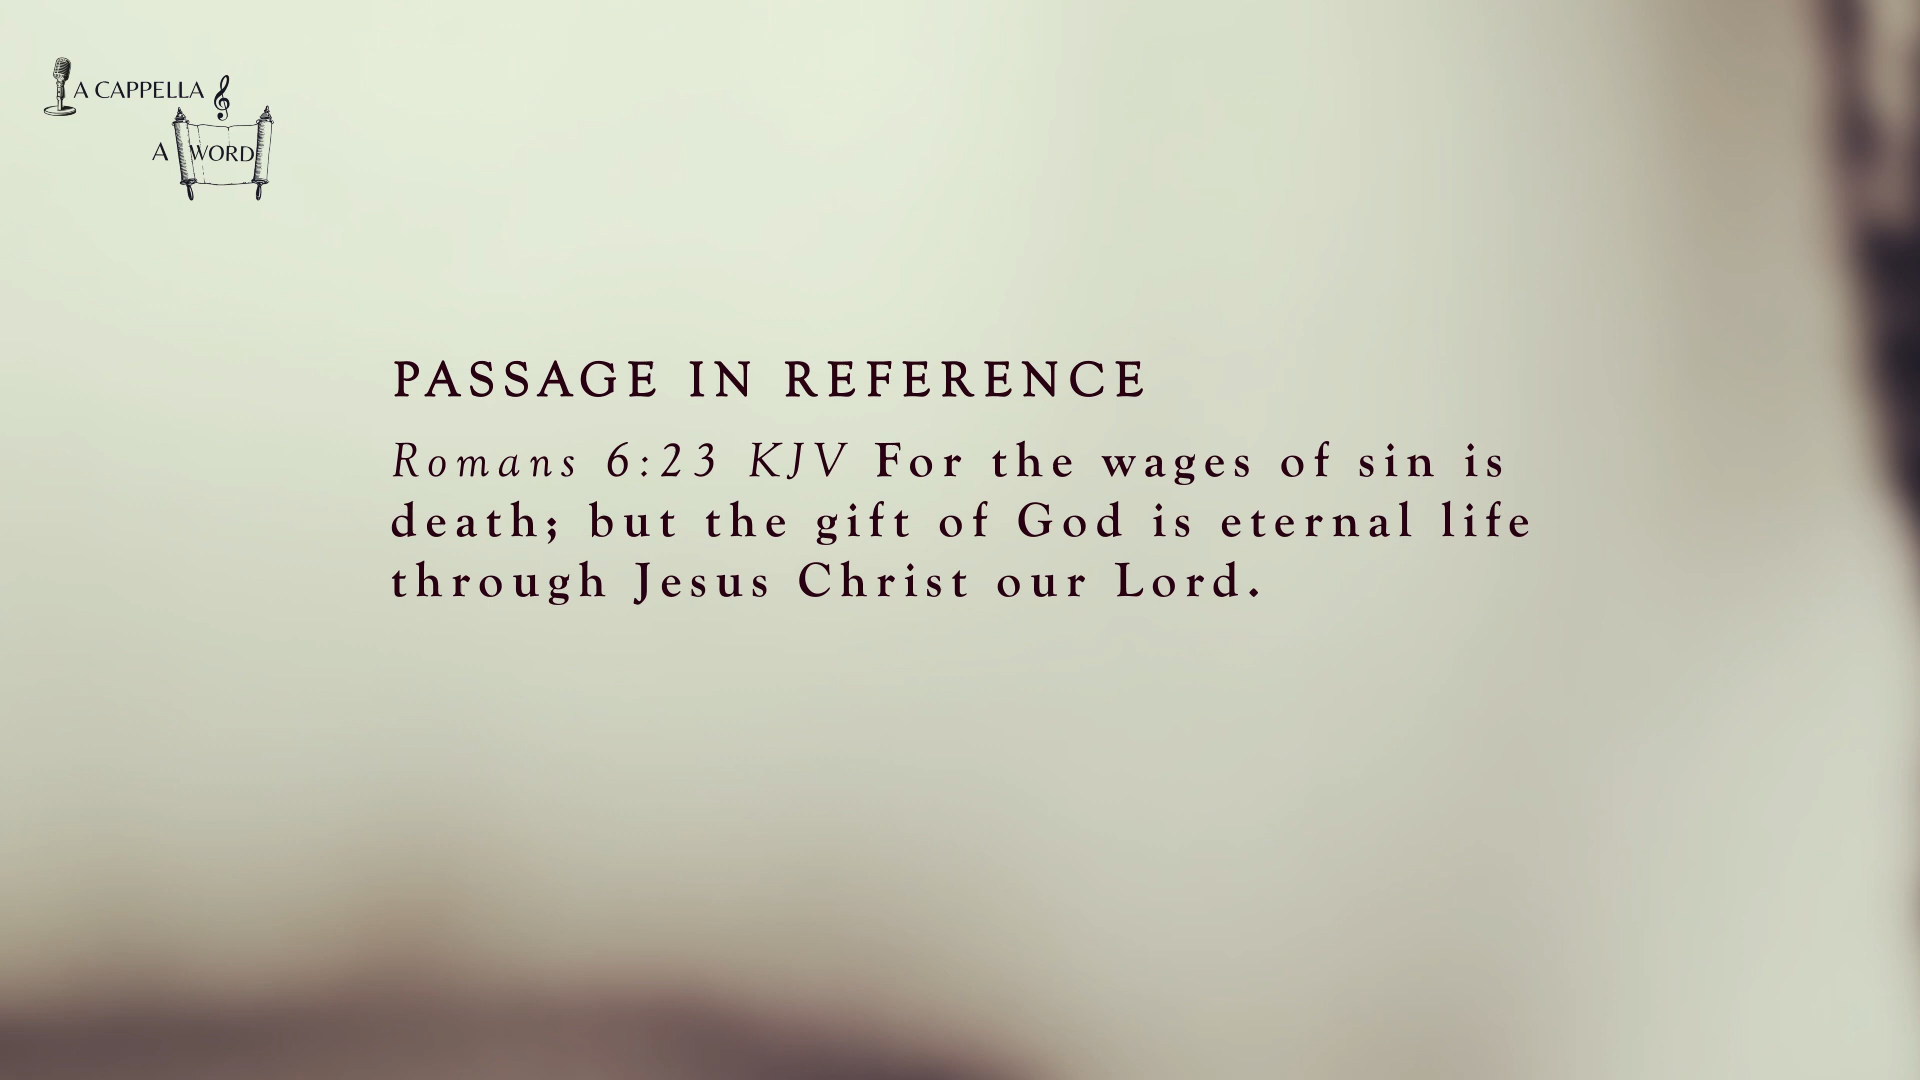 A CAPPELLA
A WORD
PASSAGE IN REFERENCE
Romans 6:23 KJV For the wages of sin is
death; but the gift of God is eternal life
through Jesus Christ our Lord.